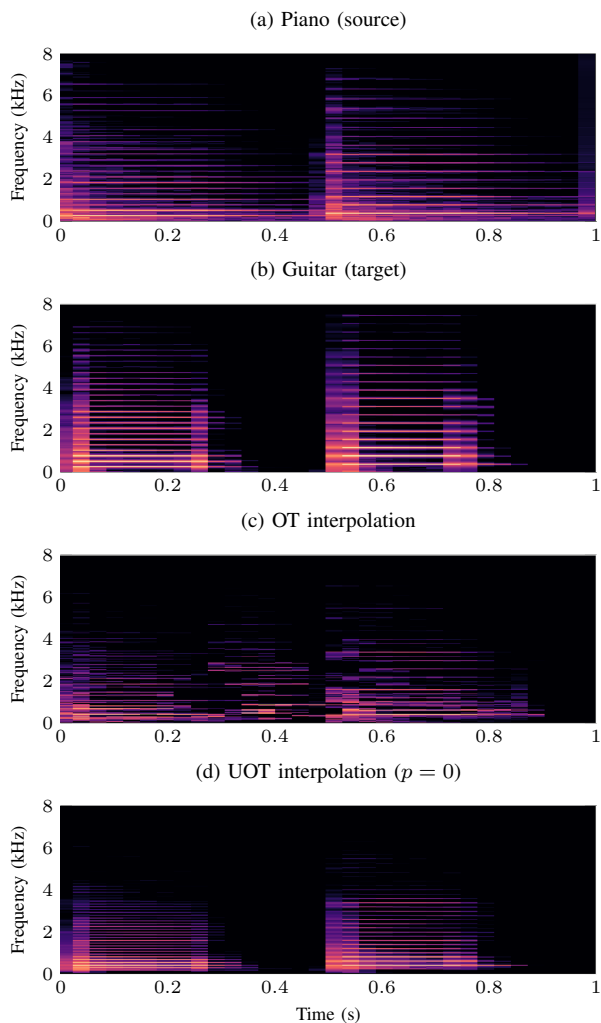 (a) Piano (source)
Frequency (kHz)
8
6
4
2
0
0 0.2 0.4 0.6 0.8 1
(b) Guitar (target)
Frequency (kHz)
8
6
4
2
0
0 0.2 0.4 0.6 0.8 1
(c) OT interpolation
Frequency (kHz)
8
6
4
2
0
0 0.2 0.4 0.6 0.8 1
(d) UOT interpolation (p = 0)
Frequency (kHz)
8
6
4
2
0
0 0.2 0.4 0.6 0.8 1
Time (s)